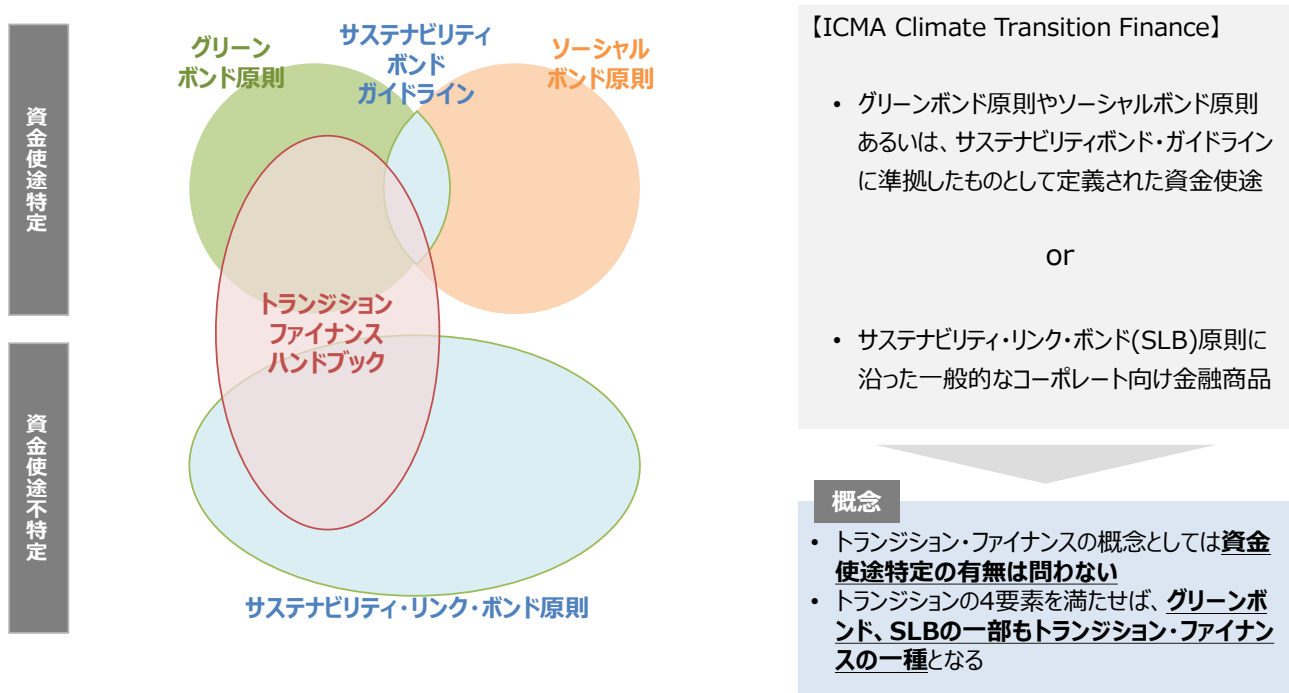 資金使途特定
資金使途不特定
グリーン
ボンド原則
サステナビリティ
ボンド
ガイドライン
ソーシャル
ボンド原則
トランジション
ファイナンス
ハンドブック
サステナビリティ・リンク・ボンド原則
【ICMA Climate Transition Finance】
• グリーンボンド原則やソーシャルボンド原則
あるいは、サステナビリティボンド・ガイドライン
に準拠したものとして定義された資金使途
or
• サステナビリティ・リンク・ボンド(SLB)原則に
沿った一般的なコーポレート向け金融商品
概念
• トランジション・ファイナンスの概念としては資金
使途特定の有無は問わない
• トランジションの4要素を満たせば、グリーンボ
ンド、SLBの一部もトランジション・ファイナン
スの一種となる